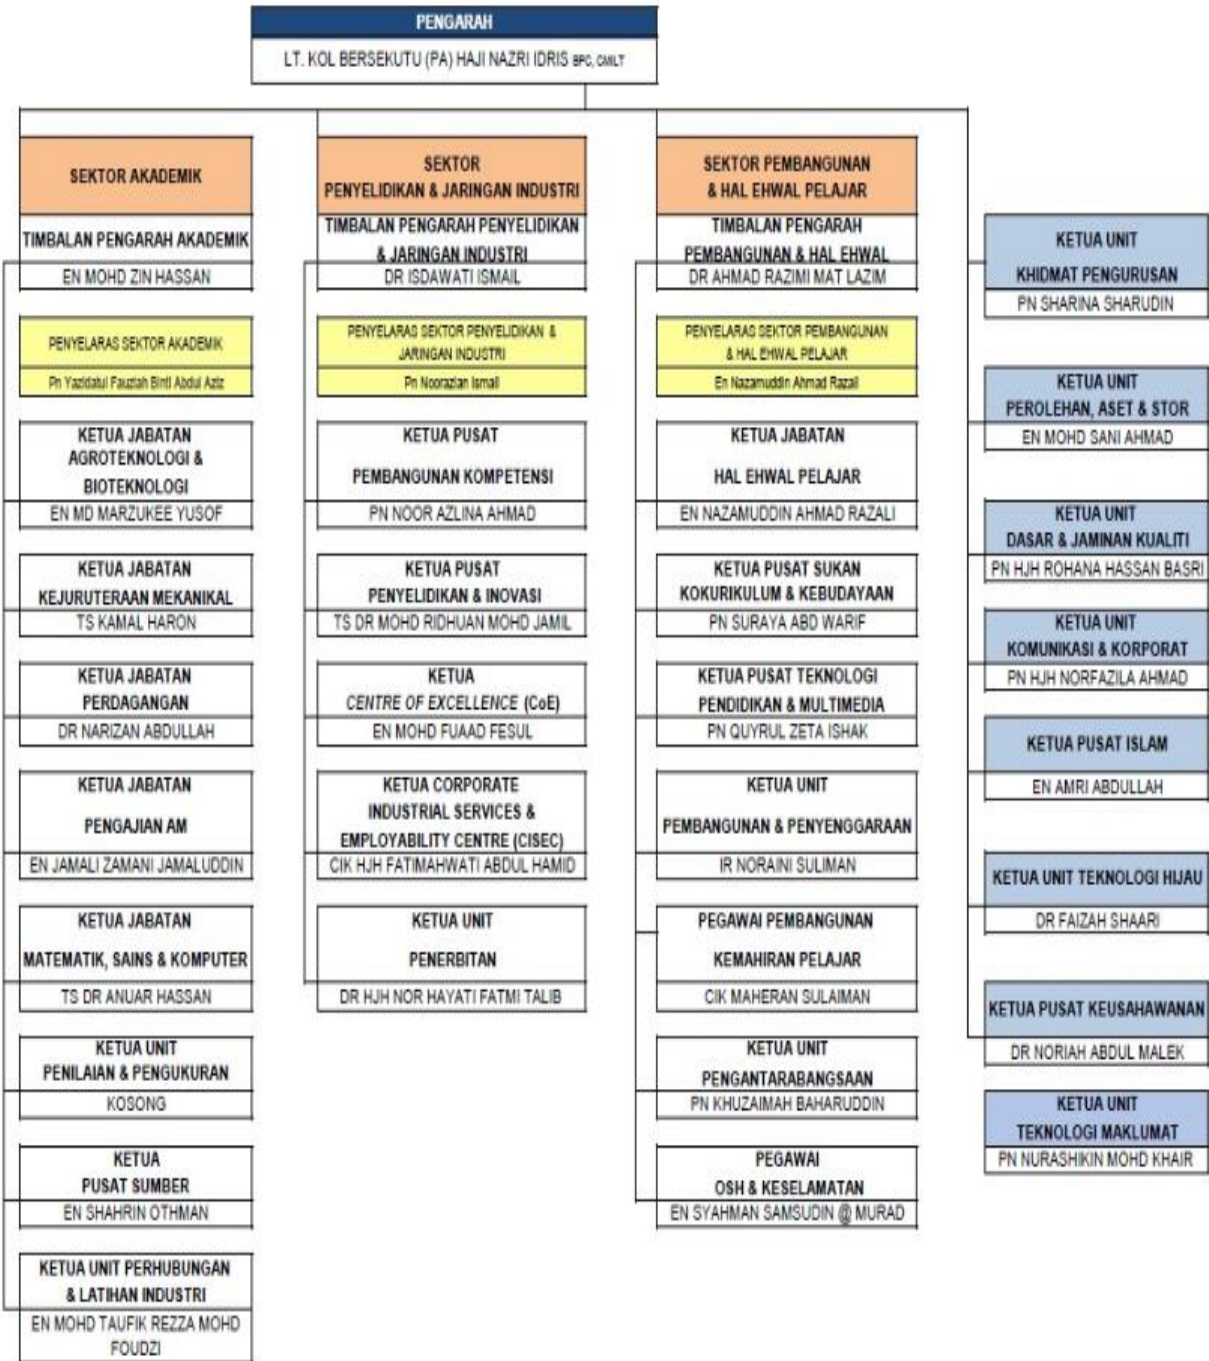 PENGARAH
LT. KOL BERSEKUTU (PA) HAJI NAZRI IDRIS BPC, CMILT
SEKTOR AKADEMIK
TIMBALAN PENGARAH AKADEMIK
EN MOHD ZIN HASSAN
PENYELARAS SEKTOR AKADEMIK
Pn Yazidatul Fauziah Binti Abdul Aziz
KETUA JABATAN
AGROTEKNOLOGI &
BIOTEKNOLOGI
EN MD MARZUKEE YUSOF
KETUA JABATAN
KEJURUTERAAN MEKANIKAL
TS KAMAL HARON
KETUA JABATAN
PERDAGANGAN
DR NARIZAN ABDULLAH
KETUA JABATAN
PENGAJIAN AM
EN JAMALI ZAMANI JAMALUDDIN
KETUA JABATAN
MATEMATIK, SAINS & KOMPUTER
TS DR ANUAR HASSAN
KETUA UNIT
PENILAIAN & PENGUKURAN
KOSONG
KETUA
PUSAT SUMBER
EN SHAHRIN OTHMAN
KETUA UNIT PERHUBUNGAN
& LATIHAN INDUSTRI
EN MOHD TAUFIK REZZA MOHD
FOUDZI
SEKTOR
PENYELIDIKAN & JARINGAN INDUSTRI
TIMBALAN PENGARAH PENYELIDIKAN
& JARINGAN INDUSTRI
DR ISDAWATI ISMAIL
PENYELARAS SEKTOR PENYELIDIKAN &
JARINGAN INDUSTRI
Pn Noorazian Ismail
KETUA PUSAT
PEMBANGUNAN KOMPETENSI
PN NOOR AZLINA AHMAD
KETUA PUSAT
PENYELIDIKAN & INOVASI
TS DR MOHD RIDHUAN MOHD JAMIL
KETUA
CENTRE OF EXCELLENCE (CoE)
EN MOHD FUAAD FESUL
KETUA CORPORATE
INDUSTRIAL SERVICES &
EMPLOYABILITY CENTRE (CISEC)
CIK HJH FATIMAHWATI ABDUL HAMID
KETUA UNIT
PENERBITAN
DR HJH NOR HAYATI FATMI TALIB
SEKTOR PEMBANGUNAN
& HAL EHWAL PELAJAR
TIMBALAN PENGARAH
PEMBANGUNAN & HAL EHWAL
DR AHMAD RAZIMI MAT LAZIM
PENYELARAS SEKTOR PEMBANGUNAN
& HAL EHWAL PELAJAR
En Nazamuddin Ahmad Razali
KETUA JABATAN
HAL EHWAL PELAJAR
EN NAZAMUDDIN AHMAD RAZALI
KETUA PUSAT SUKAN
KOKURIKULUM & KEBUDAYAAN
PN SURAYA ABD WARIF
KETUA PUSAT TEKNOLOGI
PENDIDIKAN & MULTIMEDIA
PN QUYRUL ZETA ISHAK
KETUA UNIT
PEMBANGUNAN & PENYENGGARAAN
IR NORAINI SULIMAN
PEGAWAI PEMBANGUNAN
KEMAHIRAN PELAJAR
CIK MAHERAN SULAIMAN
KETUA UNIT
PENGANTARABANGSAAN
PN KHUZAIMAH BAHARUDDIN
PEGAWAI
OSH & KESELAMATAN
EN SYAHMAN SAMSUDIN @ MURAD
KETUA UNIT
KHIDMAT PENGURUSAN
PN SHARINA SHARUDIN
KETUA UNIT
PEROLEHAN, ASET & STOR
EN MOHD SANI AHMAD
KETUA UNIT
DASAR & JAMINAN KUALITI
PN HJH ROHANA HASSAN BASRI
KETUA UNIT
KOMUNIKASI & KORPORAT
PN HJH NORFAZILA AHMAD
KETUA PUSAT ISLAM
EN AMRI ABDULLAH
KETUA UNIT TEKNOLOGI HIJAU
DR FAIZAH SHAARI
KETUA PUSAT KEUSAHAWANAN
DR NORIAH ABDUL MALEK
KETUA UNIT
TEKNOLOGI MAKLUMAT
PN NURASHIKIN MOHD KHAIR